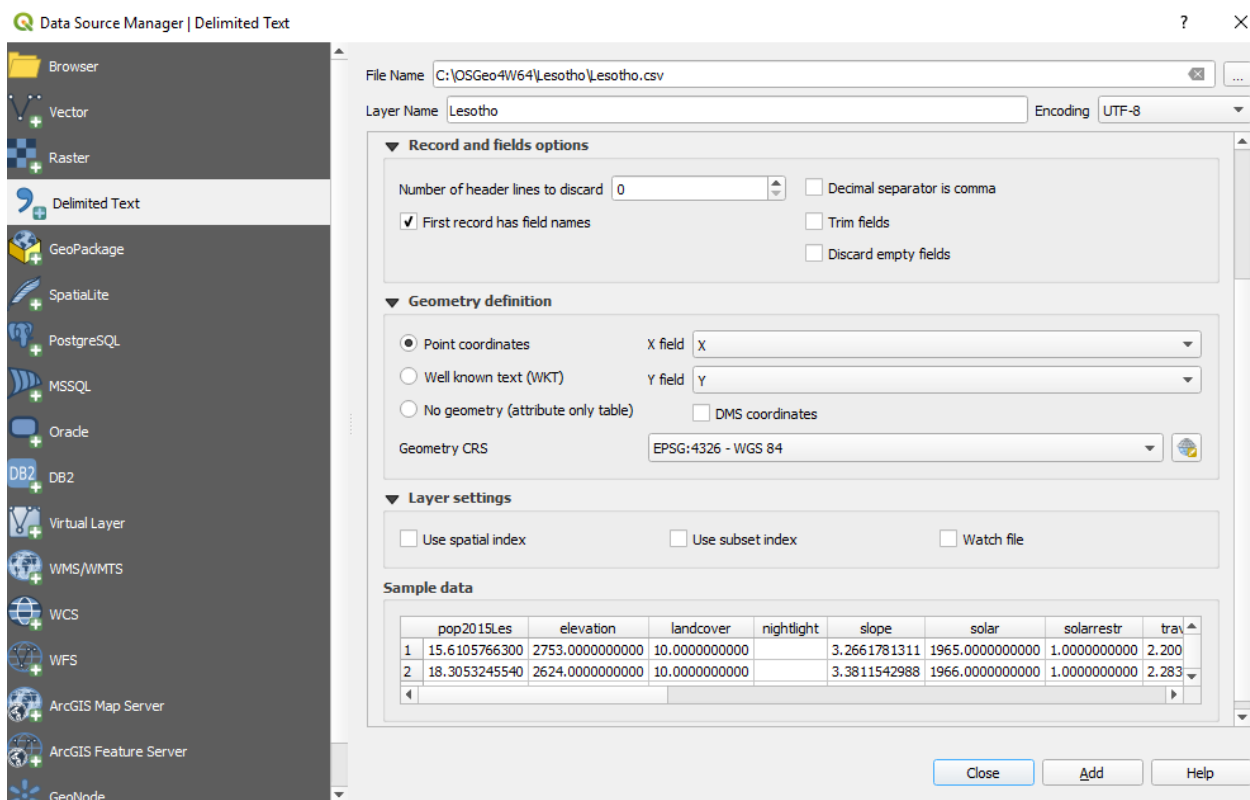 Data Source Manager | Delimited Text
?
Browser
Vector
Raster
Delimited Text
GeoPackage
SpatiaLite
PostgreSQL
MSSQL
Oracle
DB2 DB2
Virtual Layer
WMS/WMTS
WCS
WFS
ArcGIS Map Server
ArcGIS Feature Server
GeoNode
File Name C:\OSGeo4W64\Lesotho\Lesotho.csv ...
Layer Name Lesotho Encoding UTF-8
Record and fields options
Number of header lines to discard 0 Decimal separator is comma
First record has field names Trim fields
Discard empty fields
Geometry definition
Point coordinates X field X
Well known text (WKT) Y field Y
No geometry (attribute only table) DMS coordinates
Geometry CRS EPSG:4326 - WGS 84
Layer settings
Use spatial index Use subset index Watch file
Sample data
pop2015Les elevation landcover nightlight slope solar solarrestr trav
1 15.6105766300 2753.0000000000 10.0000000000 3.2661781311 1965.0000000000 1.0000000000 2.200
2 18.3053245540 2624.0000000000 10.0000000000 3.3811542988 1966.0000000000 1.0000000000 2.283
Close Add Help